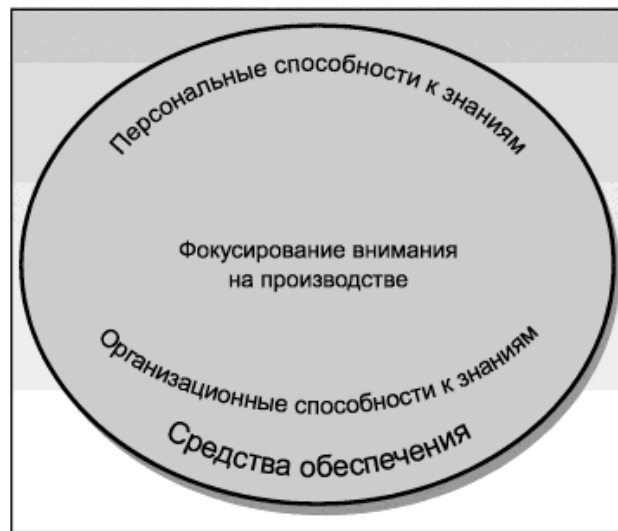 Персональные способности к знаниям
Фокусирование внимания
на производстве
Организационные способности к знаниям
Средства обеспечения